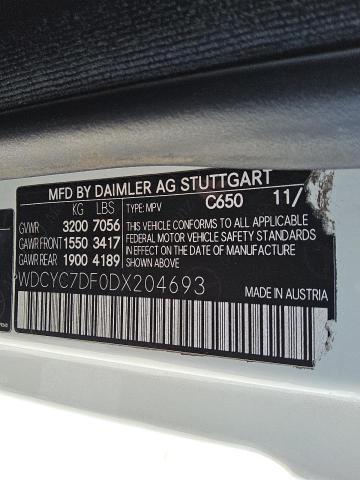 MFD BY DAIMLER AG STUTTGART
KG LBS TYPE: MPV C650 11/
GVWR 3200 7056 THIS VEHICLE CONFORMS TO ALL APPLICABLE
GAWR FRONT 1550 3417 FEDERAL MOTOR VEHICLE SAFETY STANDARDS
GAWR REAR 1900 4189 IN EFFECT ON THE DATE OF MANUFACTURE
SHOWN ABOVE.
WDCYC7DF0DX204693 MADE IN AUSTRIA